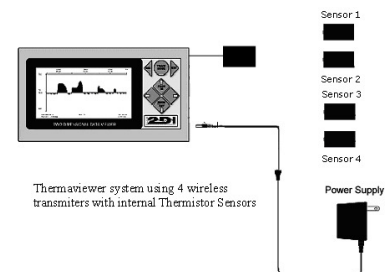 Sensor 1
Sensor 2
Sensor 3
Sensor 4
Thermaviewer system using 4 wireless
transmiters with internal Thermistor Sensors
Power Supply